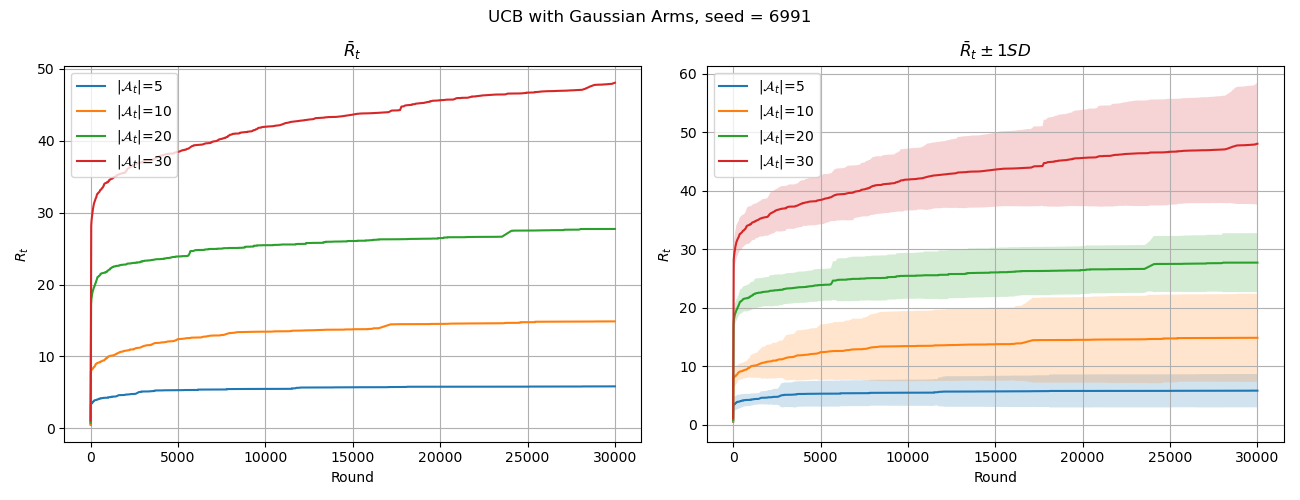 UCB with Gaussian Arms, seed = 6991
R̄ₜ
50
40
30
20
10
0
Rₜ
|𝒜ₜ|=5
|𝒜ₜ|=10
|𝒜ₜ|=20
|𝒜ₜ|=30
0 5000 10000 15000 20000 25000 30000
Round
R̄ₜ ± 1SD
60
50
40
30
20
10
0
Rₜ
|𝒜ₜ|=5
|𝒜ₜ|=10
|𝒜ₜ|=20
|𝒜ₜ|=30
0 5000 10000 15000 20000 25000 30000
Round